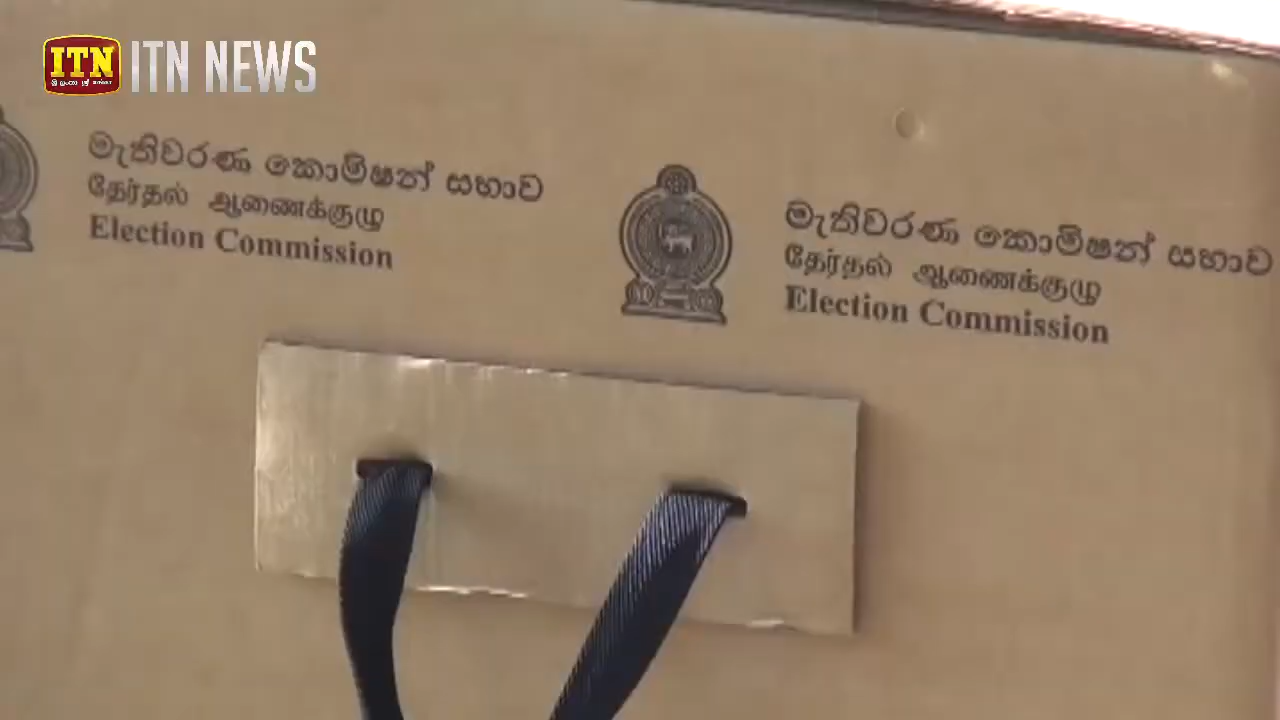 ITN
ITN NEWS
මැතිවරණ කොමිෂන් සභාව
தேர்தல் ஆணைக்குழு
Election Commission
මැතිවරණ කොමිෂන් සභාව
தேர்தல் ஆணைக்குழு
Election Commission